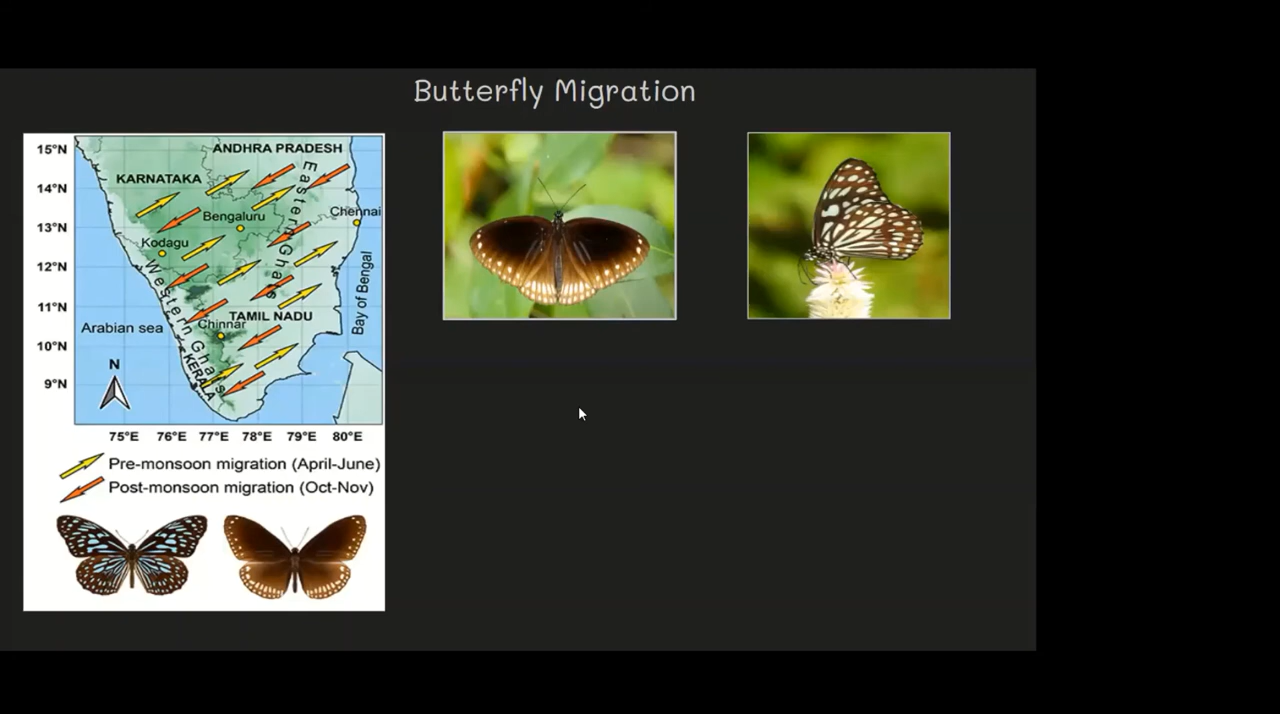 Butterfly Migration
15°N
14°N
13°N
12°N
11°N
10°N
9°N
ANDHRA PRADESH
KARNATAKA
Eastern Ghats
Bengaluru
Chennai
Kodagu
Western Ghats
Bay of Bengal
TAMIL NADU
Arabian sea
Chinnar
KERALA
N
75°E 76°E 77°E 78°E 79°E 80°E
Pre-monsoon migration (April-June)
Post-monsoon migration (Oct-Nov)